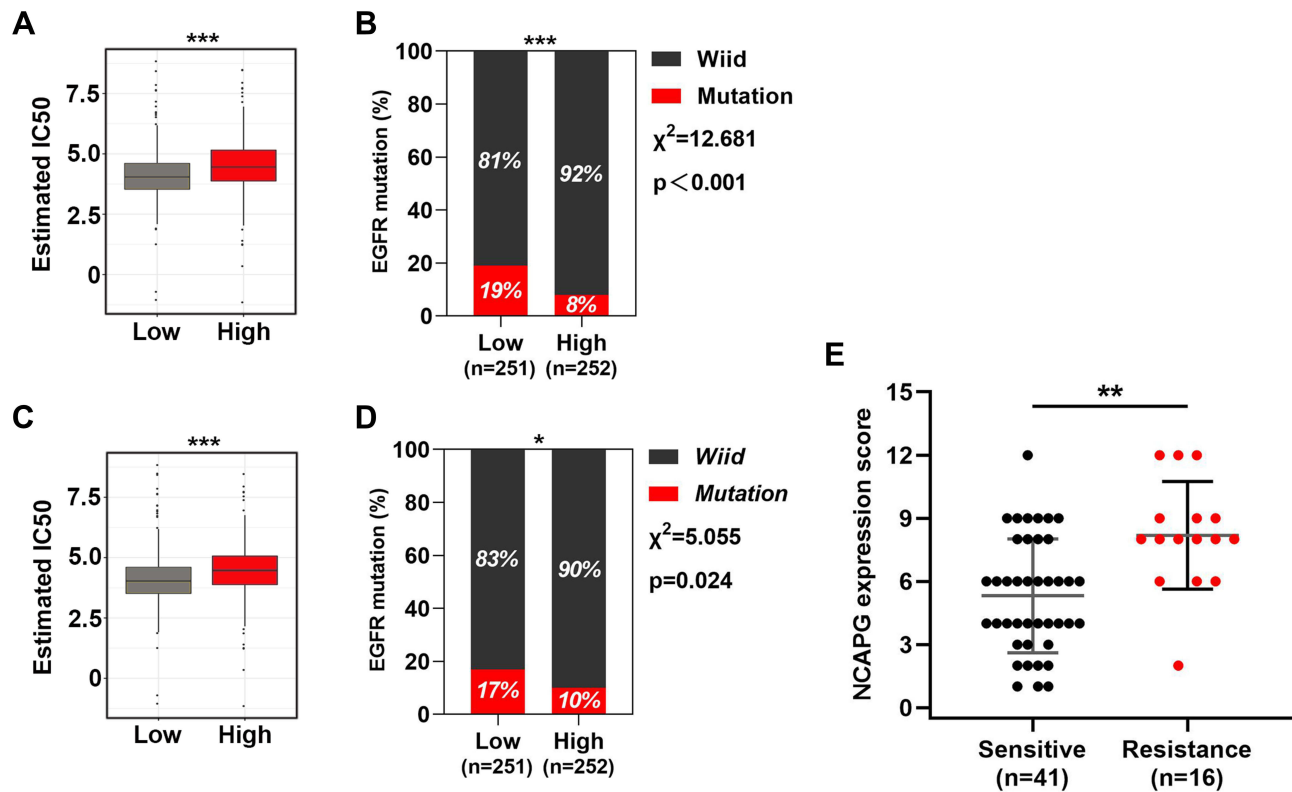 A
***
Estimated IC50
7.5
5.0
2.5
0
Low
High
B
***
EGFR mutation (%)
100
80
60
40
20
0
81%
92%
19%
8%
Low
(n=251)
High
(n=252)
Wiid
Mutation
χ²=12.681
p＜0.001
C
***
Estimated IC50
7.5
5.0
2.5
0
Low
High
D
*
EGFR mutation (%)
100
80
60
40
20
0
83%
90%
17%
10%
Low
(n=251)
High
(n=252)
Wiid
Mutation
χ²=5.055
p=0.024
E
**
NCAPG expression score
15
12
9
6
3
0
Sensitive
(n=41)
Resistance
(n=16)